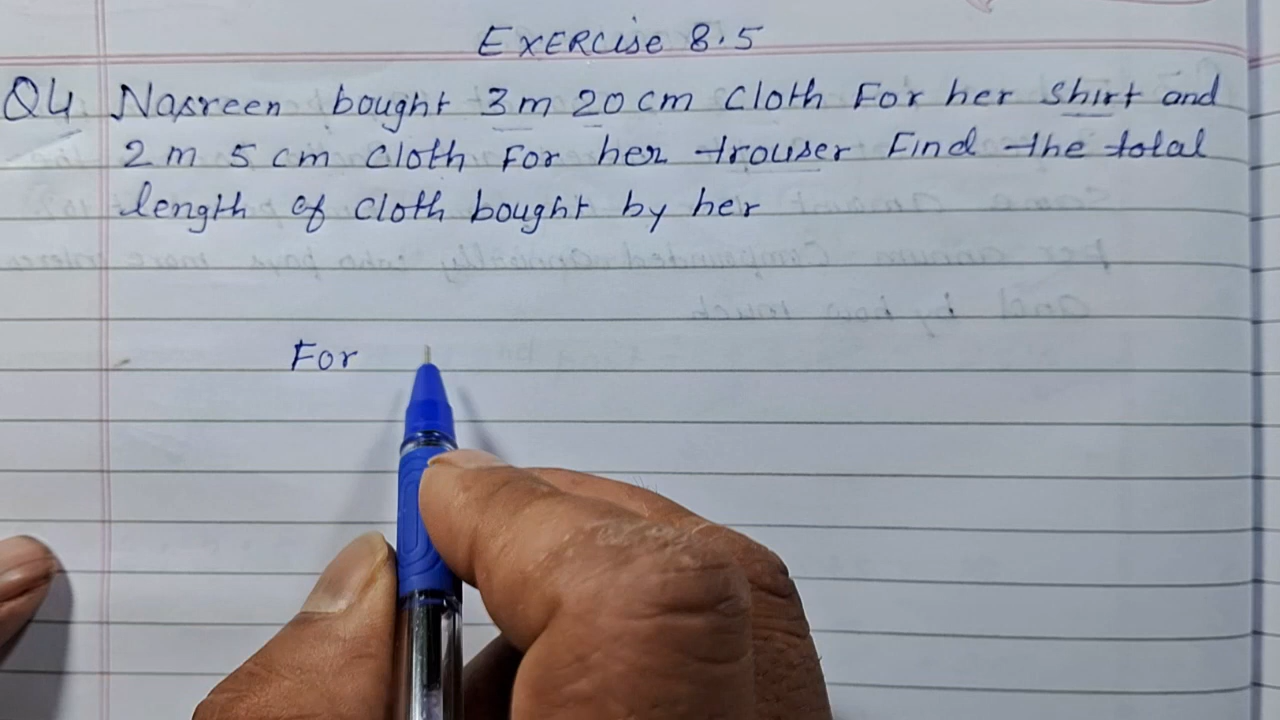 EXERCise 8.5
Q4 Nasreen bought 3m 20cm Cloth For her shirt and
2m 5cm Cloth For her trouser Find the total
length of Cloth bought by her
For